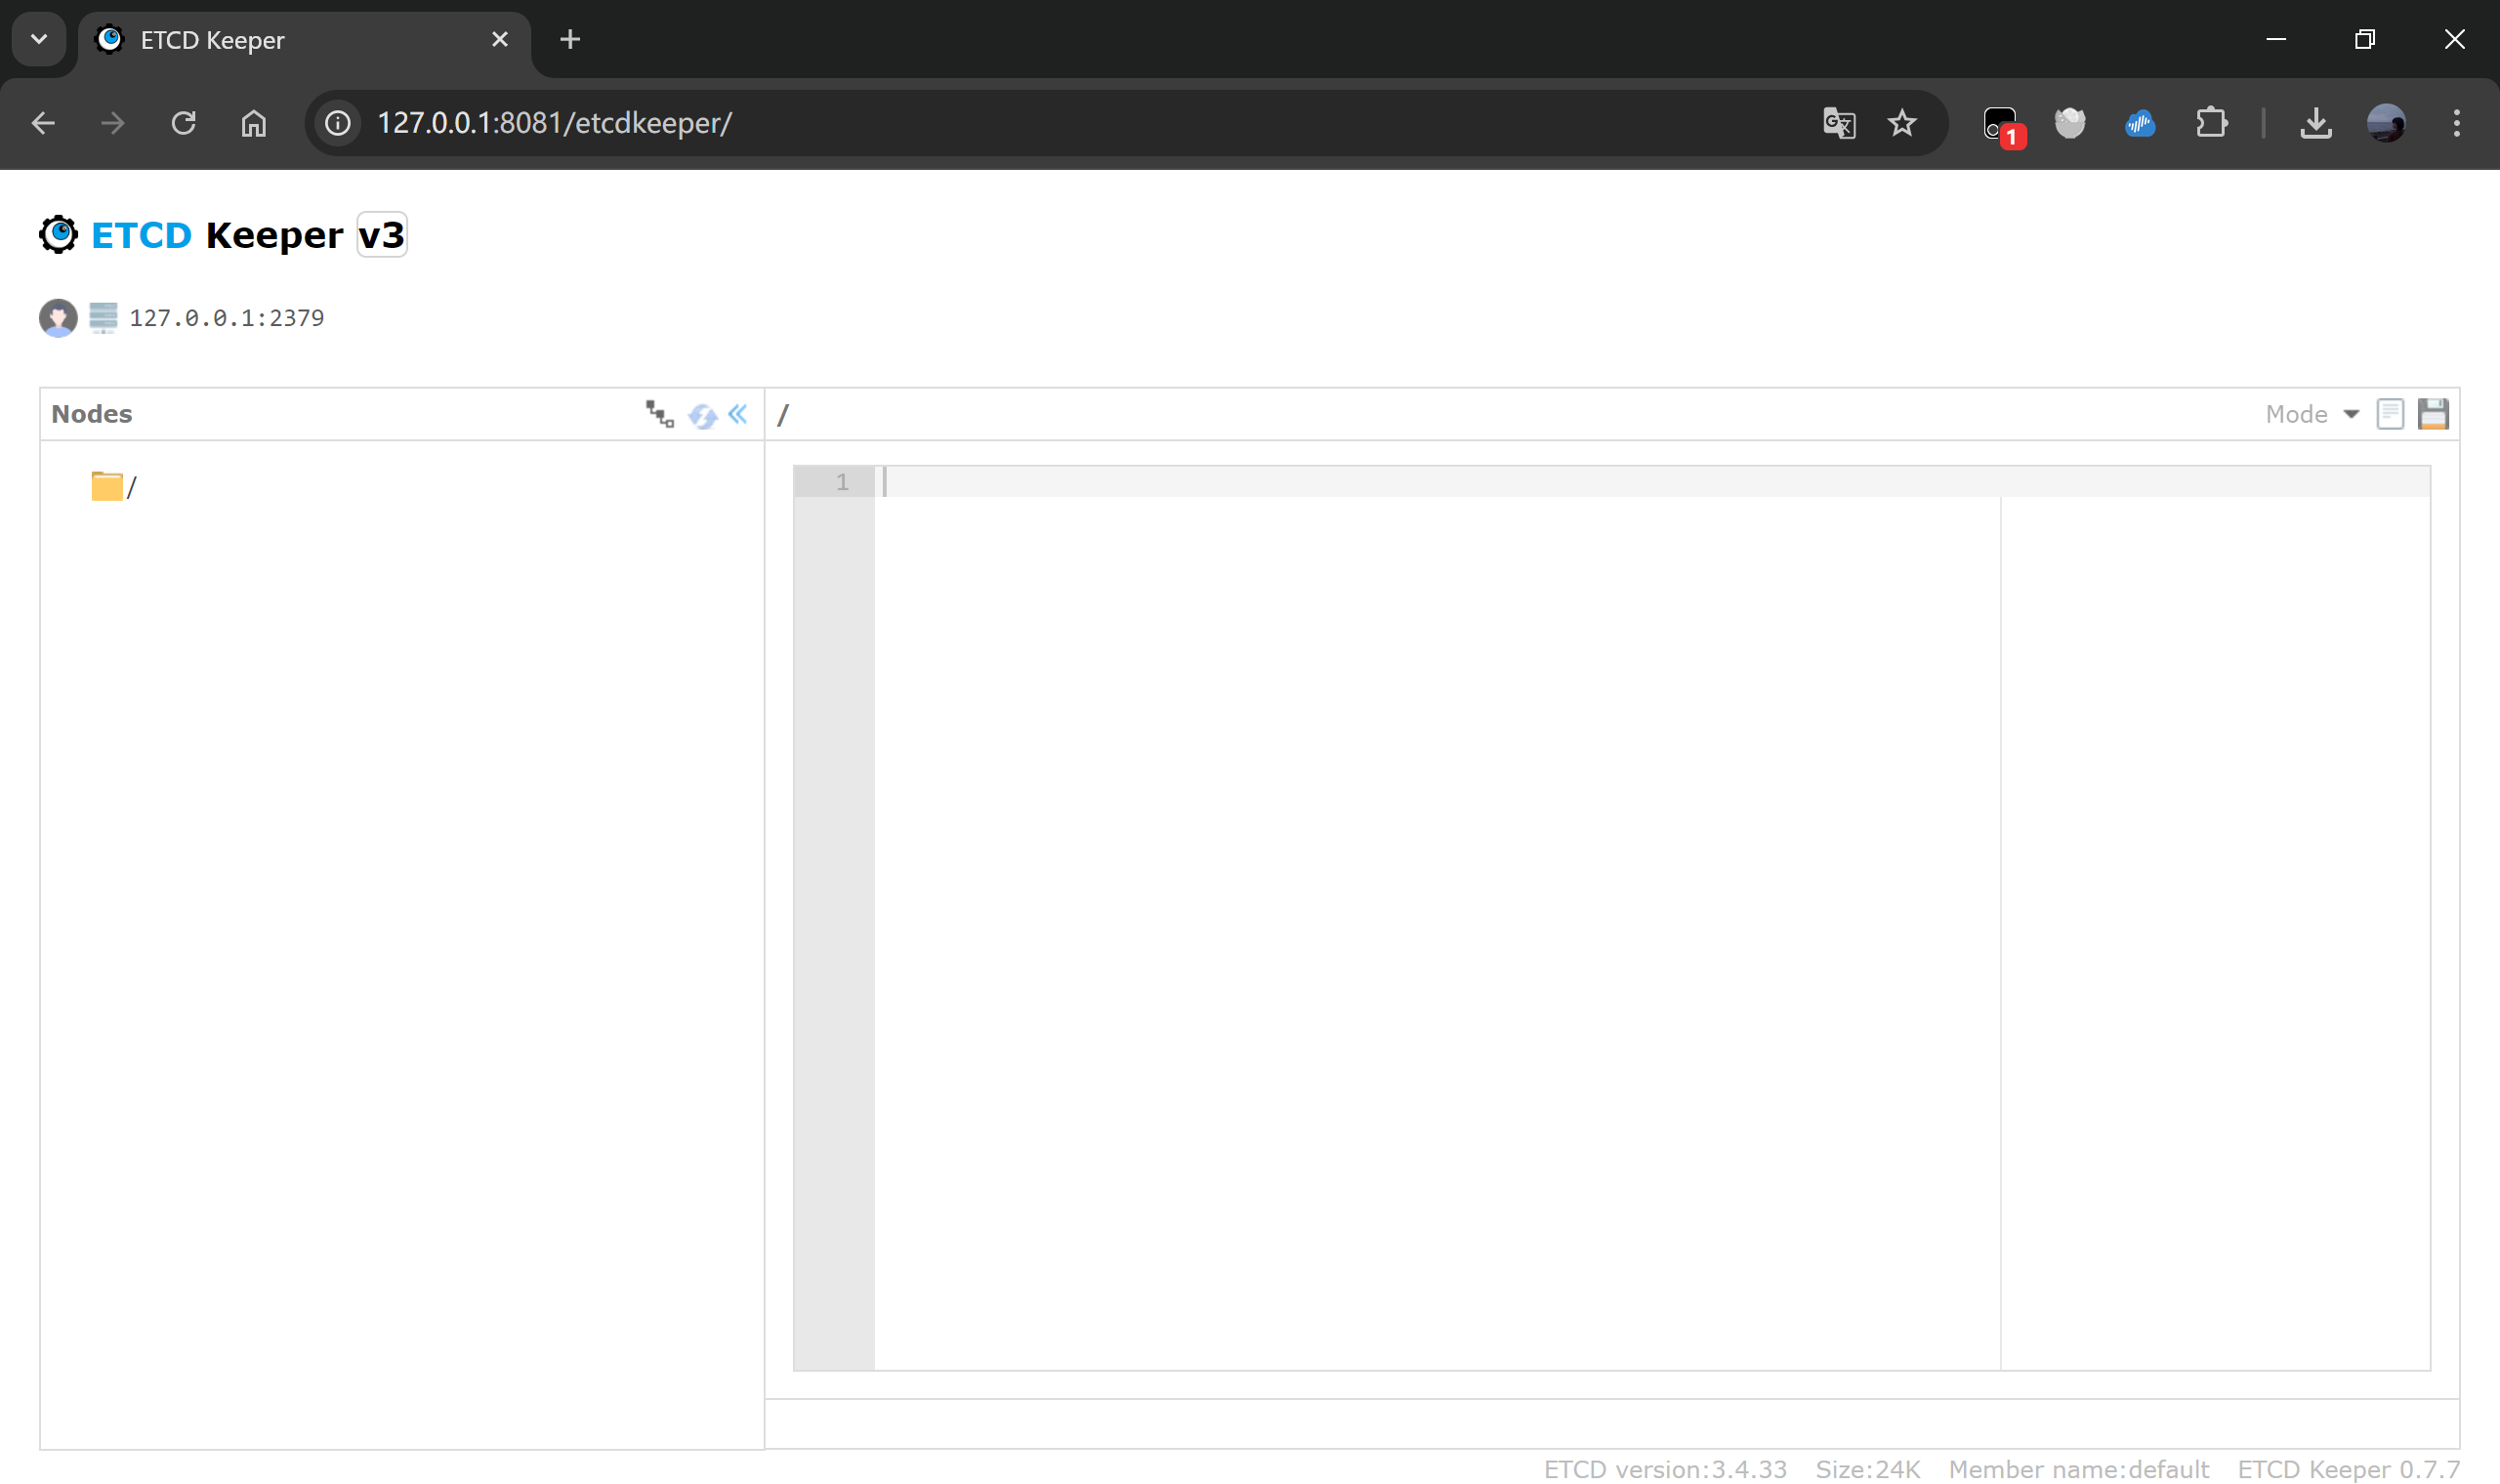 ETCD Keeper
127.0.0.1:8081/etcdkeeper/
1
ETCD Keeper v3
127.0.0.1:2379
Nodes
/ Mode
/
1
ETCD version:3.4.33 Size:24K Member name:default ETCD Keeper 0.7.7